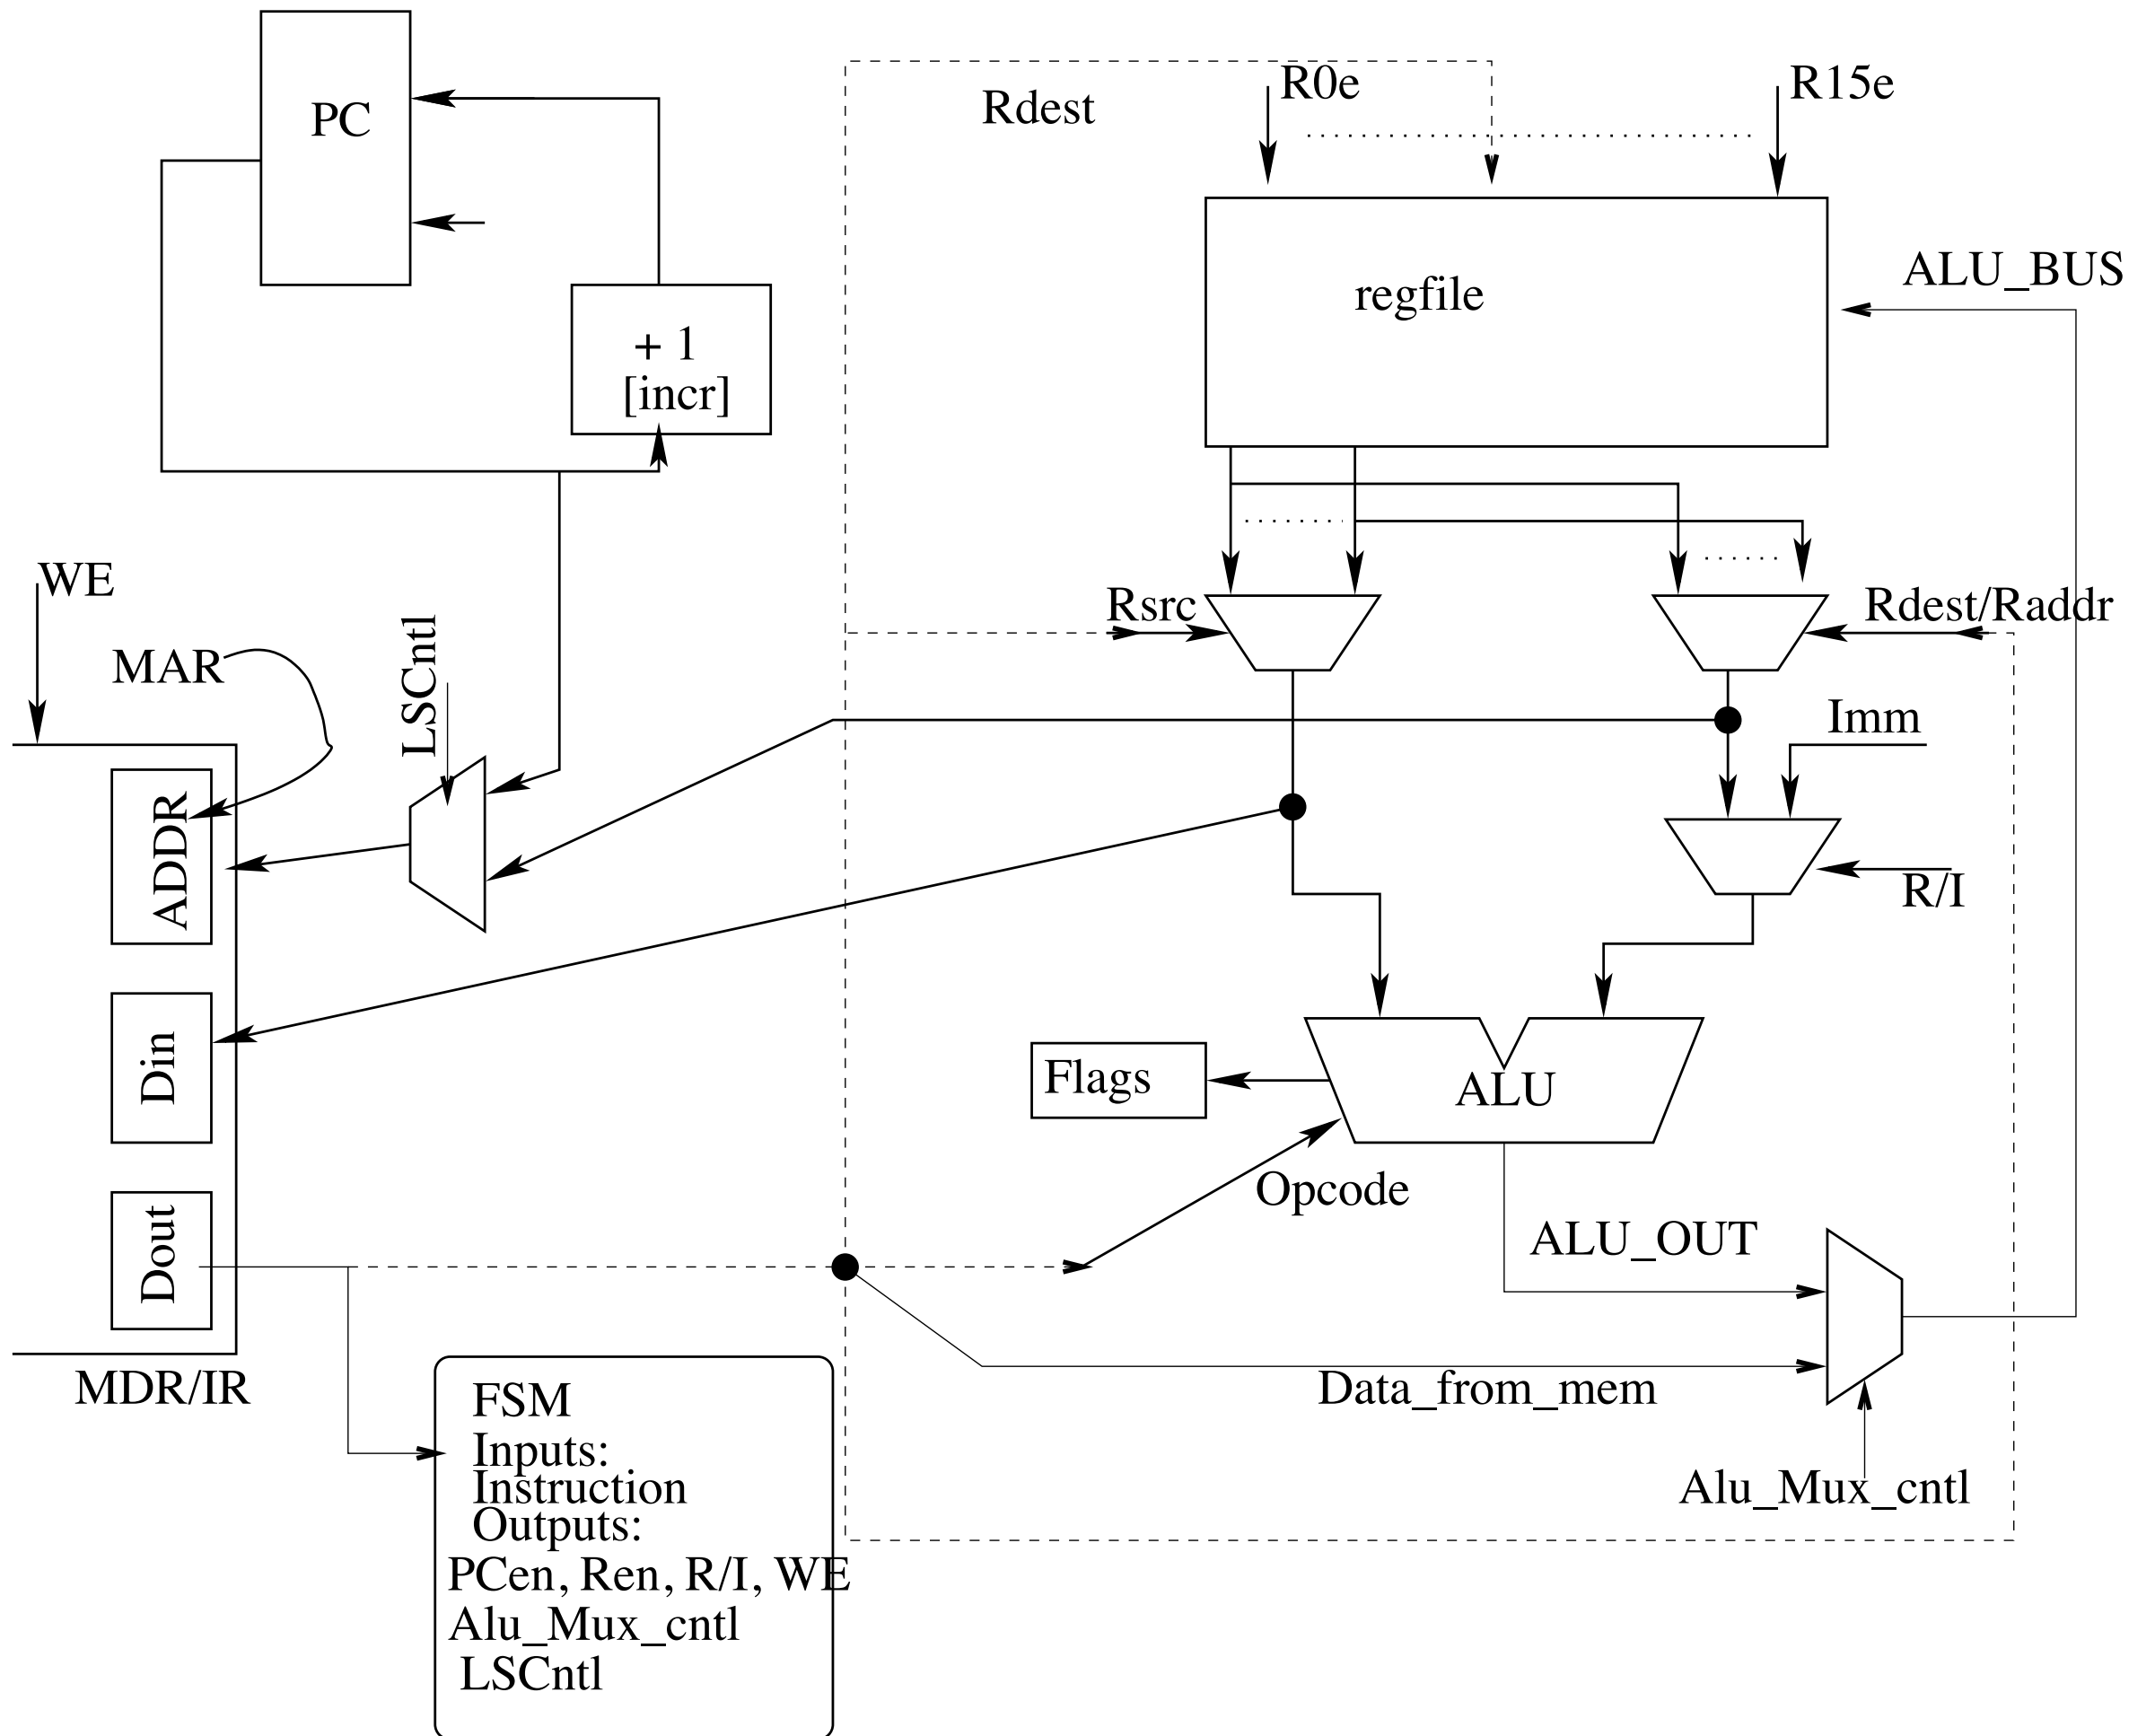 PC
Rdest
R0e
R15e
regfile
ALU_BUS
+ 1
[incr]
WE
MAR
LSCntl
Rsrc
Rdest/Raddr
Imm
ADDR
R/I
Din
Flags
ALU
Opcode
Dout
ALU_OUT
MDR/IR
Data_from_mem
Alu_Mux_cntl
FSM
Inputs:
Instruction
Outputs:
PCen, Ren, R/I, WE
Alu_Mux_cntl
LSCntl